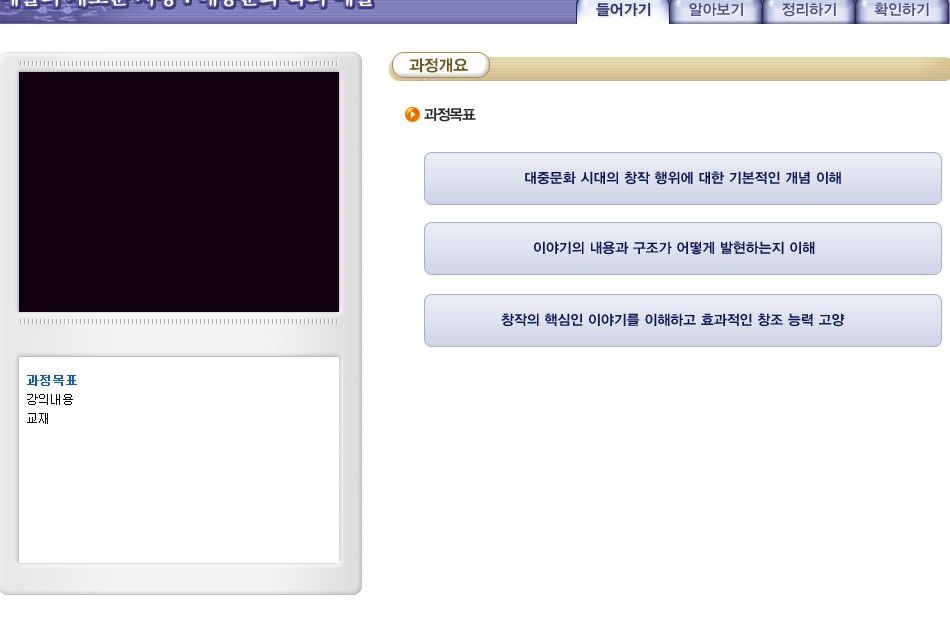 들어가기 알아보기 정리하기 확인하기
과정개요
과정목표
대중문화 시대의 창작 행위에 대한 기본적인 개념 이해
이야기의 내용과 구조가 어떻게 발현하는지 이해
창작의 핵심인 이야기를 이해하고 효과적인 창조 능력 고양
과정목표
강의내용
교재